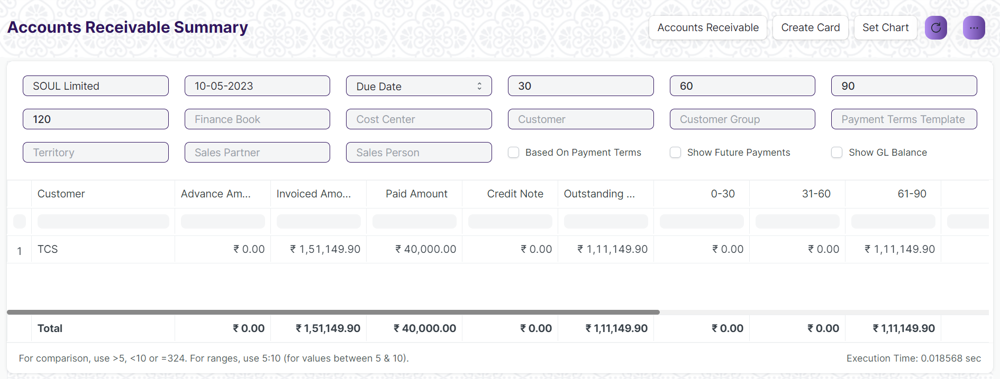 Accounts Receivable Summary
Accounts Receivable
Create Card
Set Chart
SOUL Limited
10-05-2023
Due Date
30
60
90
120
Finance Book
Cost Center
Customer
Customer Group
Payment Terms Template
Territory
Sales Partner
Sales Person
Based On Payment Terms
Show Future Payments
Show GL Balance
Customer Advance Am... Invoiced Amo... Paid Amount Credit Note Outstanding ... 0-30 31-60 61-90
1 TCS ₹ 0.00 ₹ 1,51,149.90 ₹ 40,000.00 ₹ 0.00 ₹ 1,11,149.90 ₹ 0.00 ₹ 0.00 ₹ 1,11,149.90
Total ₹ 0.00 ₹ 1,51,149.90 ₹ 40,000.00 ₹ 0.00 ₹ 1,11,149.90 ₹ 0.00 ₹ 0.00 ₹ 1,11,149.90
For comparison, use >5, <10 or =324. For ranges, use 5:10 (for values between 5 & 10).
Execution Time: 0.018568 sec